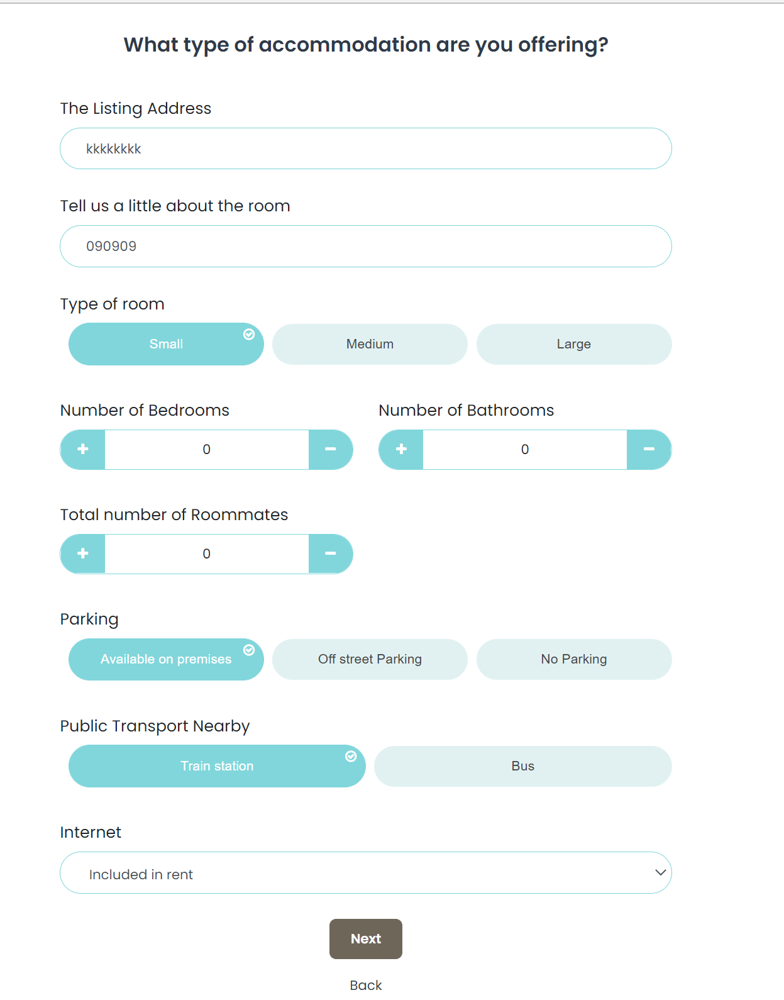 What type of accommodation are you offering?
The Listing Address
kkkkkkkk
Tell us a little about the room
090909
Type of room
Small
Medium
Large
Number of Bedrooms
Number of Bathrooms
+ 0 −
+ 0 −
Total number of Roommates
+ 0 −
Parking
Available on premises
Off street Parking
No Parking
Public Transport Nearby
Train station
Bus
Internet
Included in rent
Next
Back